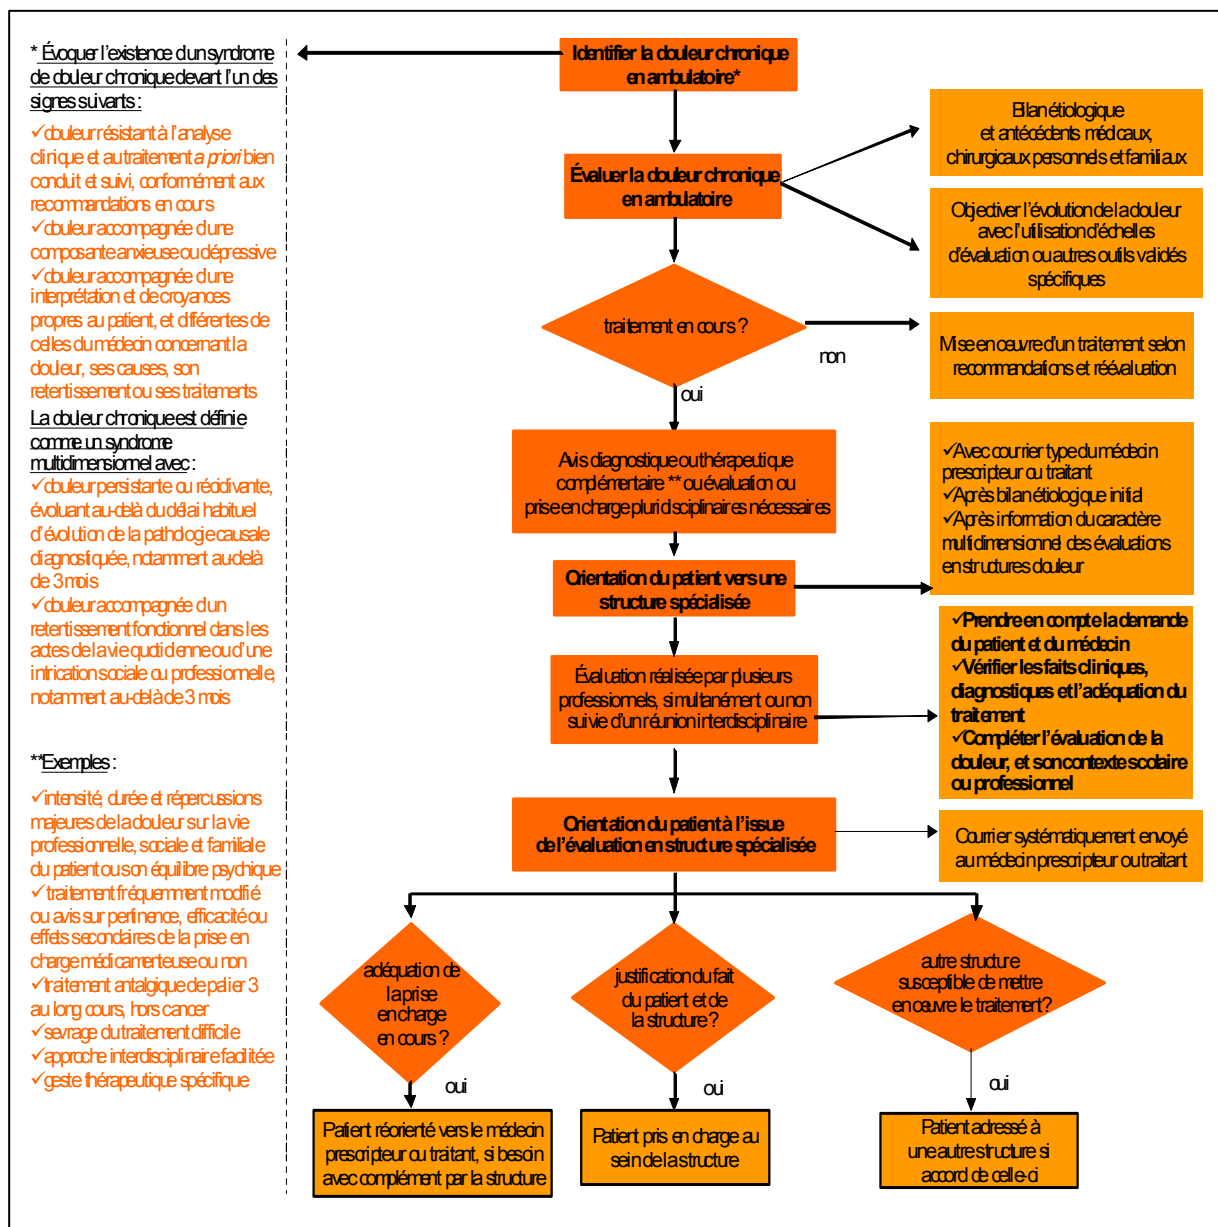 * Évoquer l'existence d'un syndrome
de douleur chronique devant l'un des
signes suivants :
✓douleur résistant à l'analyse
clinique et au traitement a priori bien
conduit et suivi, conformément aux
recommandations en cours
✓douleur accompagnée d'une
composante anxieuse ou dépressive
✓douleur accompagnée d'une
interprétation et de croyances
propres au patient, et différentes de
celles du médecin concernant la
douleur, ses causes, son
retentissement ou ses traitements
La douleur chronique est définie
comme un syndrome
multidimensionnel avec :
✓douleur persistante ou récidivante,
évoluant au-delà du délai habituel
d'évolution de la pathologie causale
diagnostiquée, notamment au-delà
de 3 mois
✓douleur accompagnée d'un
retentissement fonctionnel dans les
actes de la vie quotidienne ou d'une
intrication sociale ou professionnelle,
notamment au-delà de 3 mois
**Exemples :
✓intensité, durée et répercussions
majeures de la douleur sur la vie
professionnelle, sociale et familiale
du patient ou son équilibre psychique
✓traitement fréquemment modifié
ou avis sur pertinence, efficacité ou
effets secondaires de la prise en
charge médicamenteuse ou non
✓traitement antalgique de palier 3
au long cours, hors cancer
✓sevrage du traitement difficile
✓approche interdisciplinaire facilitée
✓geste thérapeutique spécifique
Identifier la douleur chronique
en ambulatoire*
Évaluer la douleur chronique
en ambulatoire
Bilan étiologique
et antécédents médicaux,
chirurgicaux personnels et familiaux
Objectiver l'évolution de la douleur
avec l'utilisation d'échelles
d'évaluation ou autres outils validés
spécifiques
traitement en cours ?
non
Mise en œuvre d'un traitement selon
recommandations et réévaluation
oui
Avis diagnostique ou thérapeutique
complémentaire ** ou évaluation ou
prise en charge pluridisciplinaires nécessaires
Orientation du patient vers une
structure spécialisée
✓Avec courrier type du médecin
prescripteur ou traitant
✓Après bilan étiologique initial
✓Après information du caractère
multidimensionnel des évaluations
en structures douleur
Évaluation réalisée par plusieurs
professionnels, simultanément ou non
suivie d'un réunion interdisciplinaire
✓Prendre en compte la demande
du patient et du médecin
✓Vérifier les faits cliniques,
diagnostiques et l'adéquation du
traitement
✓Compléter l'évaluation de la
douleur, et son contexte scolaire
ou professionnel
Orientation du patient à l'issue
de l'évaluation en structure spécialisée
Courrier systématiquement envoyé
au médecin prescripteur ou traitant
adéquation de
la prise
en charge
en cours ?
justification du fait
du patient et de
la structure ?
autre structure
susceptible de mettre
en œuvre le traitement?
oui
oui
oui
Patient réorienté vers le médecin
prescripteur ou traitant, si besoin
avec complément par la structure
Patient pris en charge au
sein de la structure
Patient adressé à
une autre structure si
accord de celle-ci